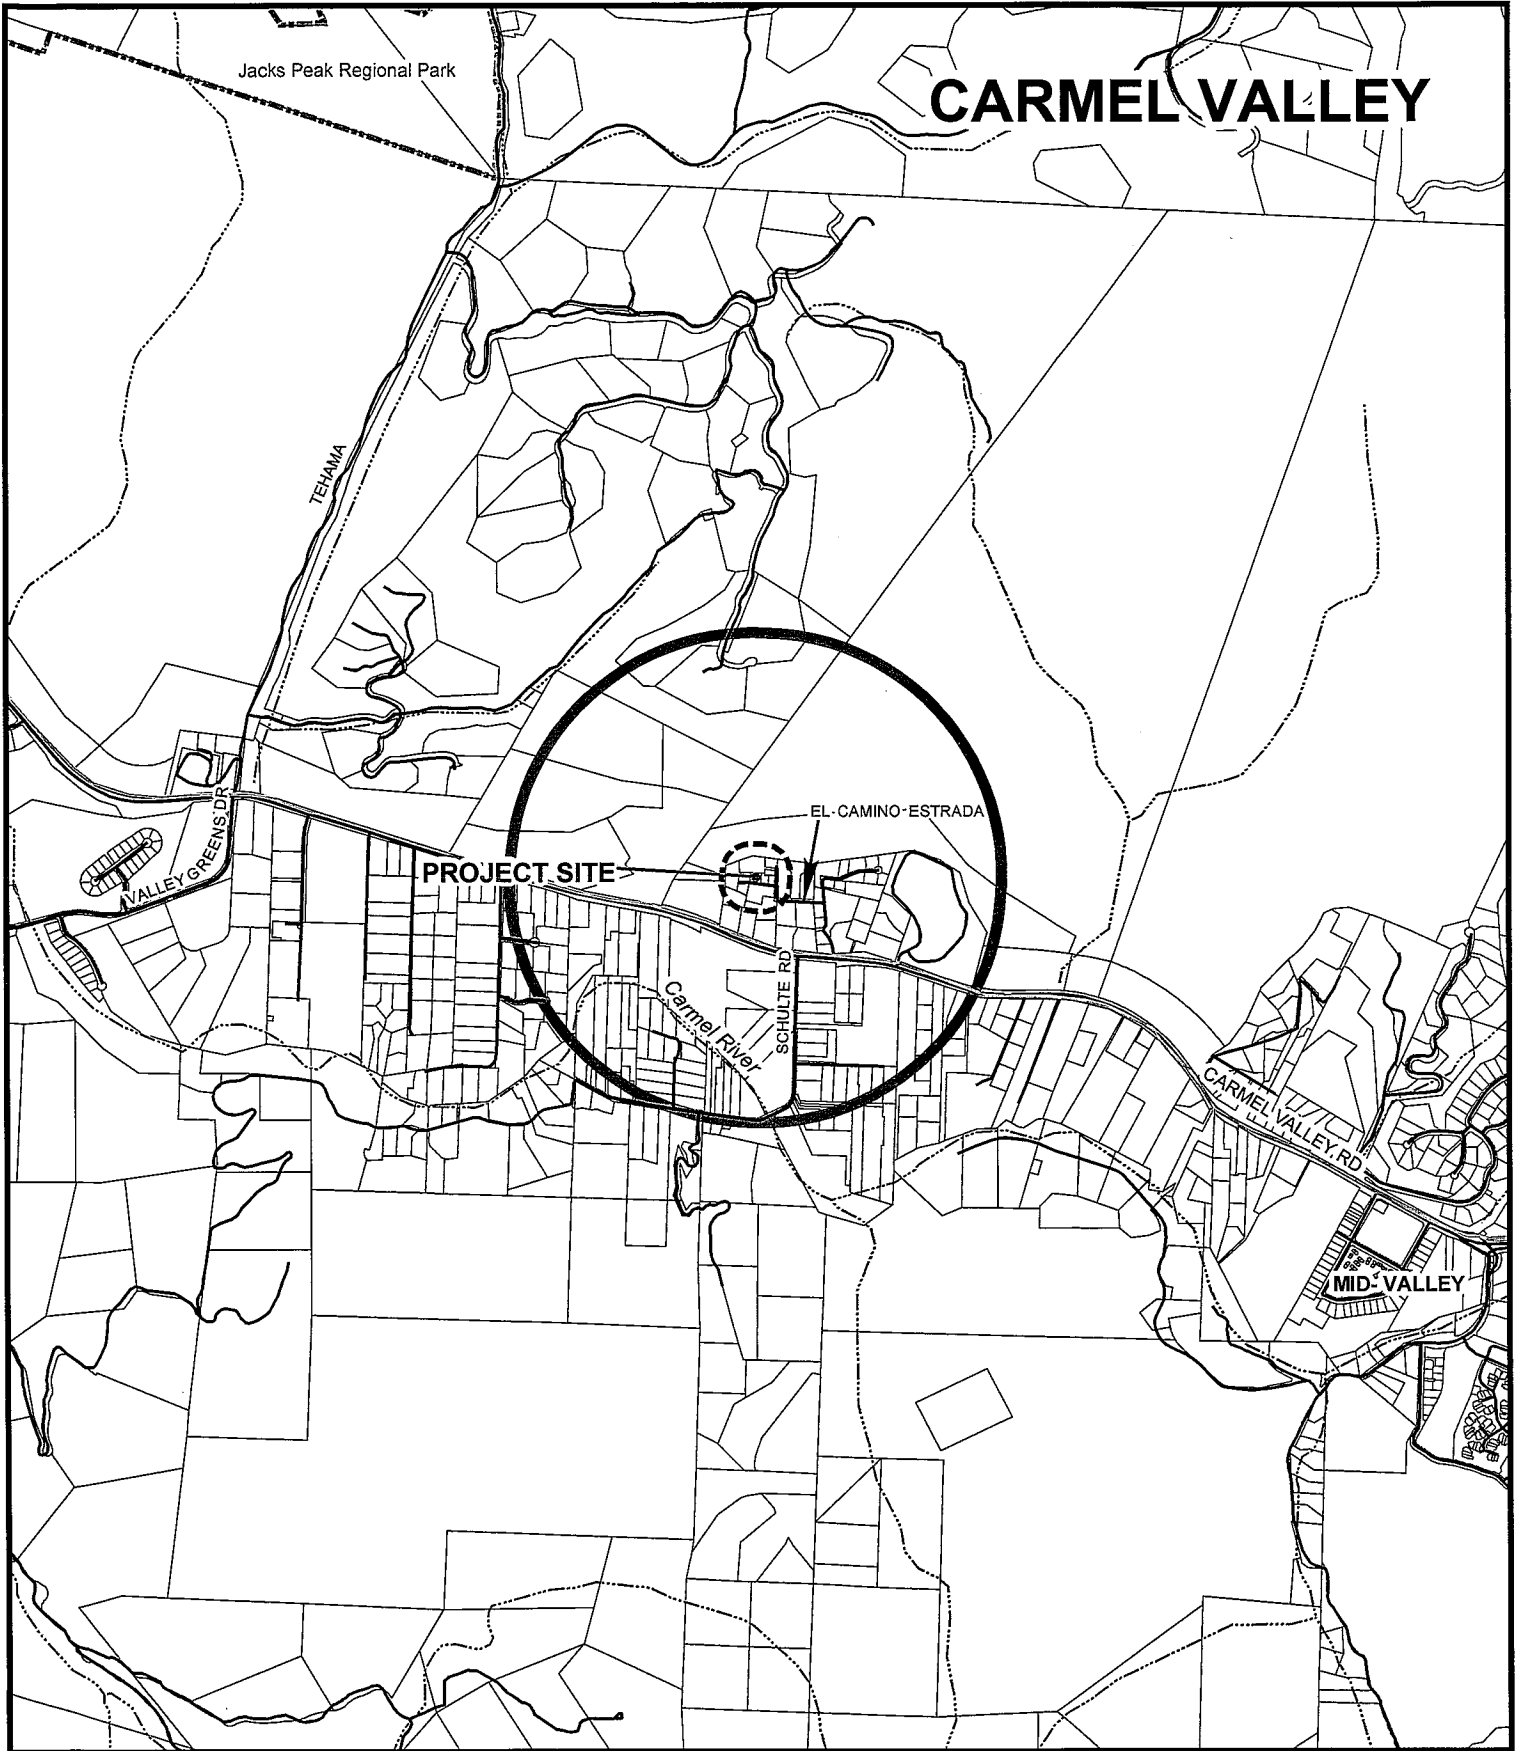 Jacks Peak Regional Park
CARMEL VALLEY
TEHAMA
EL-CAMINO-ESTRADA
VALLEY GREENS DR
PROJECT SITE
Carmel River
SCHULTE RD
CARMEL VALLEY RD
MID-VALLEY